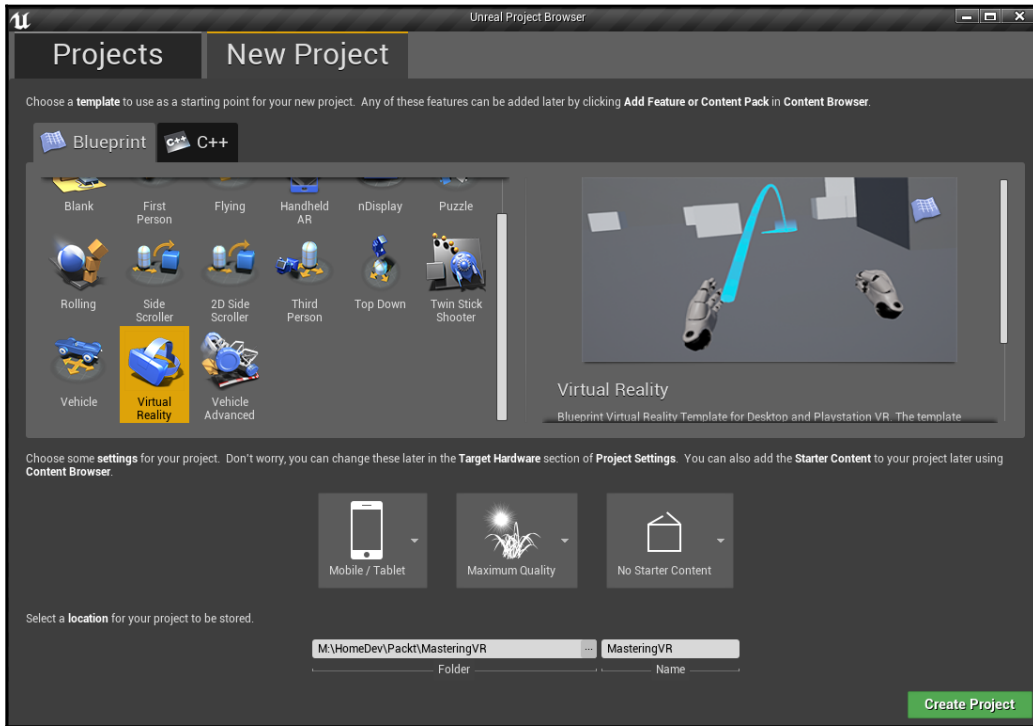 Unreal Project Browser
Projects
New Project
Choose a template to use as a starting point for your new project. Any of these features can be added later by clicking Add Feature or Content Pack in Content Browser.
Blueprint
C++
C++
Blank
First
Person
Flying
Handheld
AR
nDisplay
Puzzle
Rolling
Side
Scroller
2D Side
Scroller
Third
Person
Top Down
Twin Stick
Shooter
Vehicle
Virtual
Reality
Vehicle
Advanced
Virtual Reality
Blueprint Virtual Reality Template for Desktop and Playstation VR. The template
Choose some settings for your project. Don't worry, you can change these later in the Target Hardware section of Project Settings. You can also add the Starter Content to your project later using
Content Browser.
Mobile / Tablet
Maximum Quality
No Starter Content
Select a location for your project to be stored.
M:\HomeDev\Packt\MasteringVR
...
MasteringVR
Folder
Name
Create Project